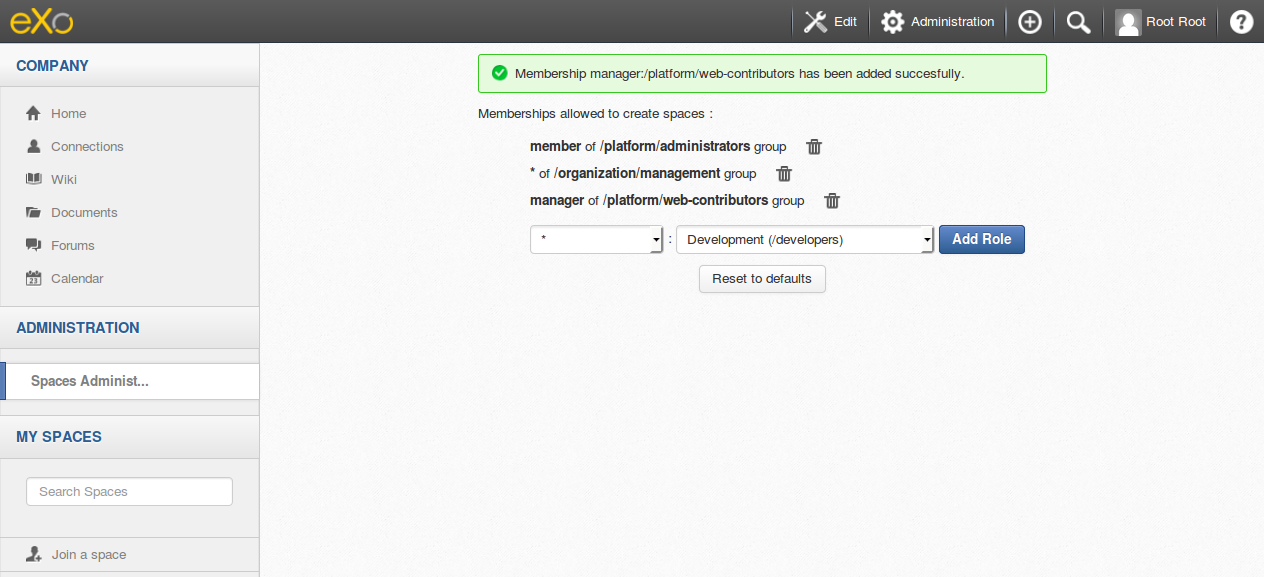 eXo
Edit
Administration
Root Root
?
COMPANY
Home
Connections
Wiki
Documents
Forums
23
Calendar
ADMINISTRATION
Spaces Administ...
MY SPACES
Search Spaces
Join a space
Membership manager:/platform/web-contributors has been added succesfully.
Memberships allowed to create spaces :
member of /platform/administrators group
* of /organization/management group
manager of /platform/web-contributors group
* : Development (/developers) Add Role
Reset to defaults